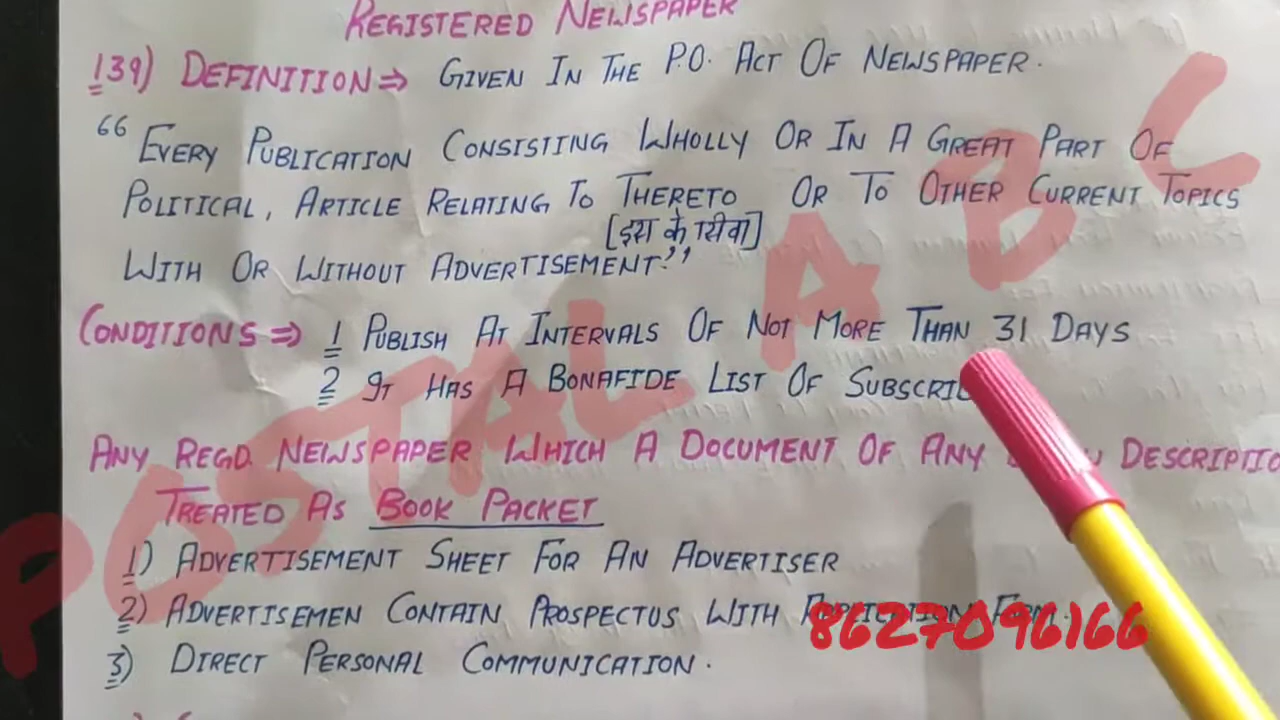 REGISTERED NEWSPAPER
139) DEFINITION ⇒ GIVEN IN THE P.O. ACT OF NEWSPAPER.
“ EVERY PUBLICATION CONSISTING WHOLLY OR IN A GREAT PART OF
POLITICAL, ARTICLE RELATING TO THERETO OR TO OTHER CURRENT TOPICS
[इस के सिवा]
WITH OR WITHOUT ADVERTISEMENT.”
CONDITIONS ⇒ 1 PUBLISH AT INTERVALS OF NOT MORE THAN 31 DAYS
2 IT HAS A BONAFIDE LIST OF
ANY REGD. NEWSPAPER WHICH A DOCUMENT OF ANY
TREATED AS BOOK PACKET
1) ADVERTISEMENT SHEET FOR AN ADVERTISER
2) ADVERTISEMEN CONTAIN PROSPECTUS WITH
3) DIRECT PERSONAL COMMUNICATION.
POSTAL ABC
8627096166